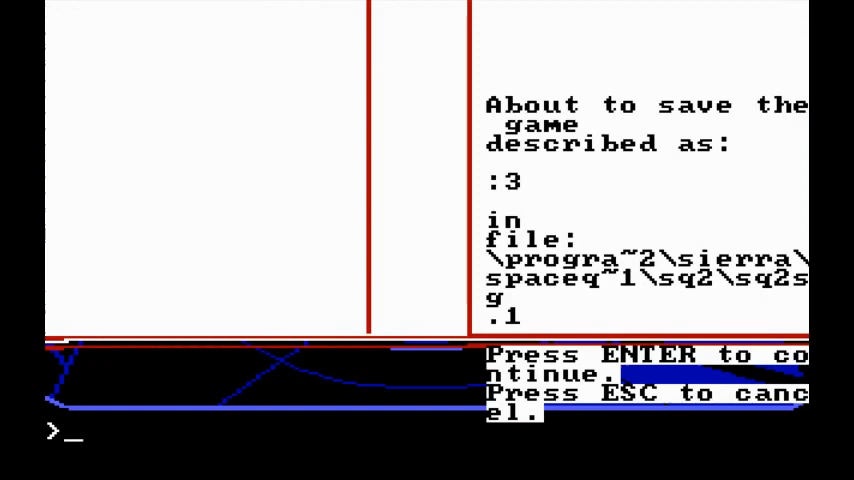 About to save the
game
described as:
:3
in
file:
\progra~2\sierra\
spaceq~1\sq2\sq2s
g
.1
Press ENTER to co
ntinue.
Press ESC to canc
el.
>_